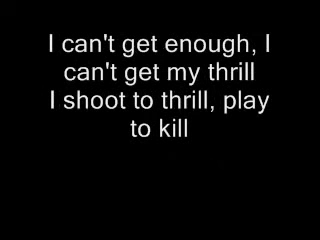 I can't get enough, I
can't get my thrill
I shoot to thrill, play
to kill